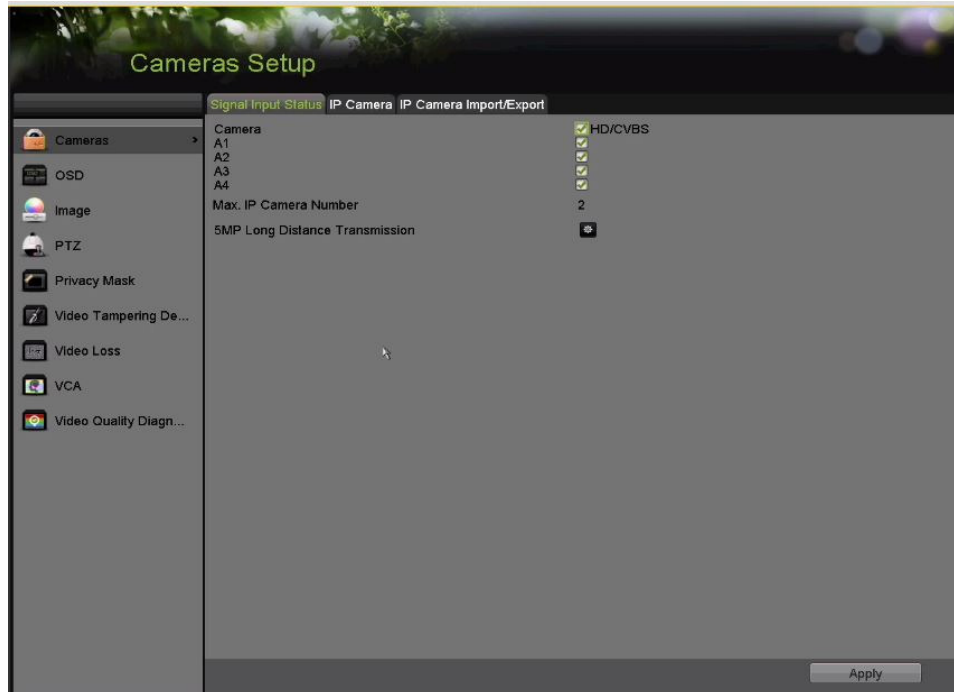 Cameras Setup
Signal Input Status IP Camera IP Camera Import/Export
Cameras
OSD
Image
PTZ
Privacy Mask
Video Tampering De...
Video Loss
VCA
Video Quality Diagn...
Camera HD/CVBS
A1
A2
A3
A4
Max. IP Camera Number 2
5MP Long Distance Transmission
Apply